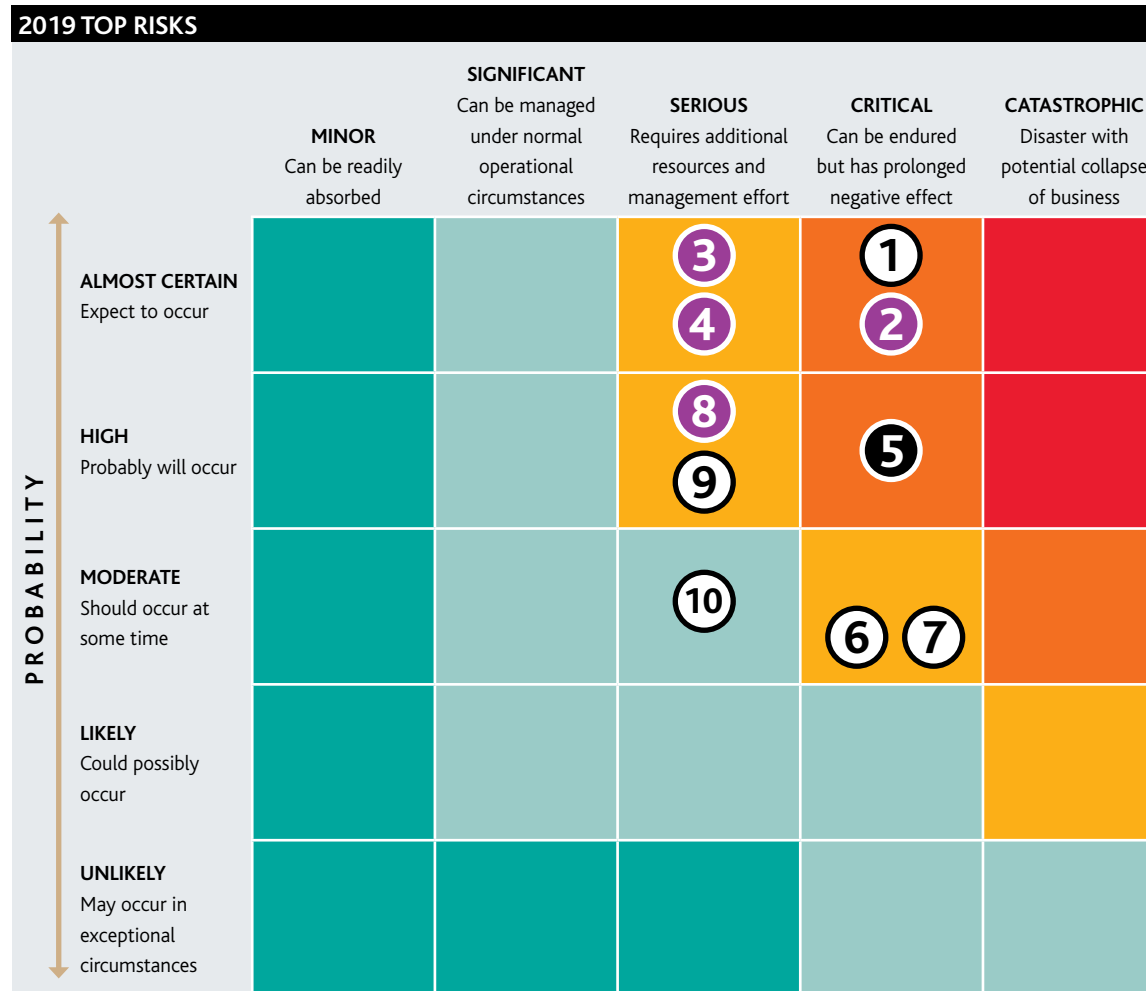 2019 TOP RISKS
MINOR
Can be readily
absorbed
SIGNIFICANT
Can be managed
under normal
operational
circumstances
SERIOUS
Requires additional
resources and
management effort
CRITICAL
Can be endured
but has prolonged
negative effect
CATASTROPHIC
Disaster with
potential collapse
of business
PROBABILITY
ALMOST CERTAIN
Expect to occur
3
1
4
2
HIGH
Probably will occur
8
5
9
MODERATE
Should occur at
some time
10
6 7
LIKELY
Could possibly
occur
UNLIKELY
May occur in
exceptional
circumstances